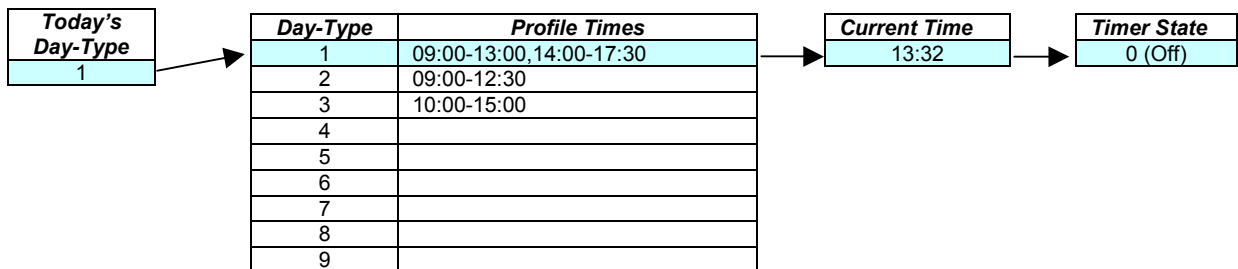 Today's
Day-Type
1
Day-Type Profile Times
1 09:00-13:00,14:00-17:30
2 09:00-12:30
3 10:00-15:00
4
5
6
7
8
9
Current Time
13:32
Timer State
0 (Off)